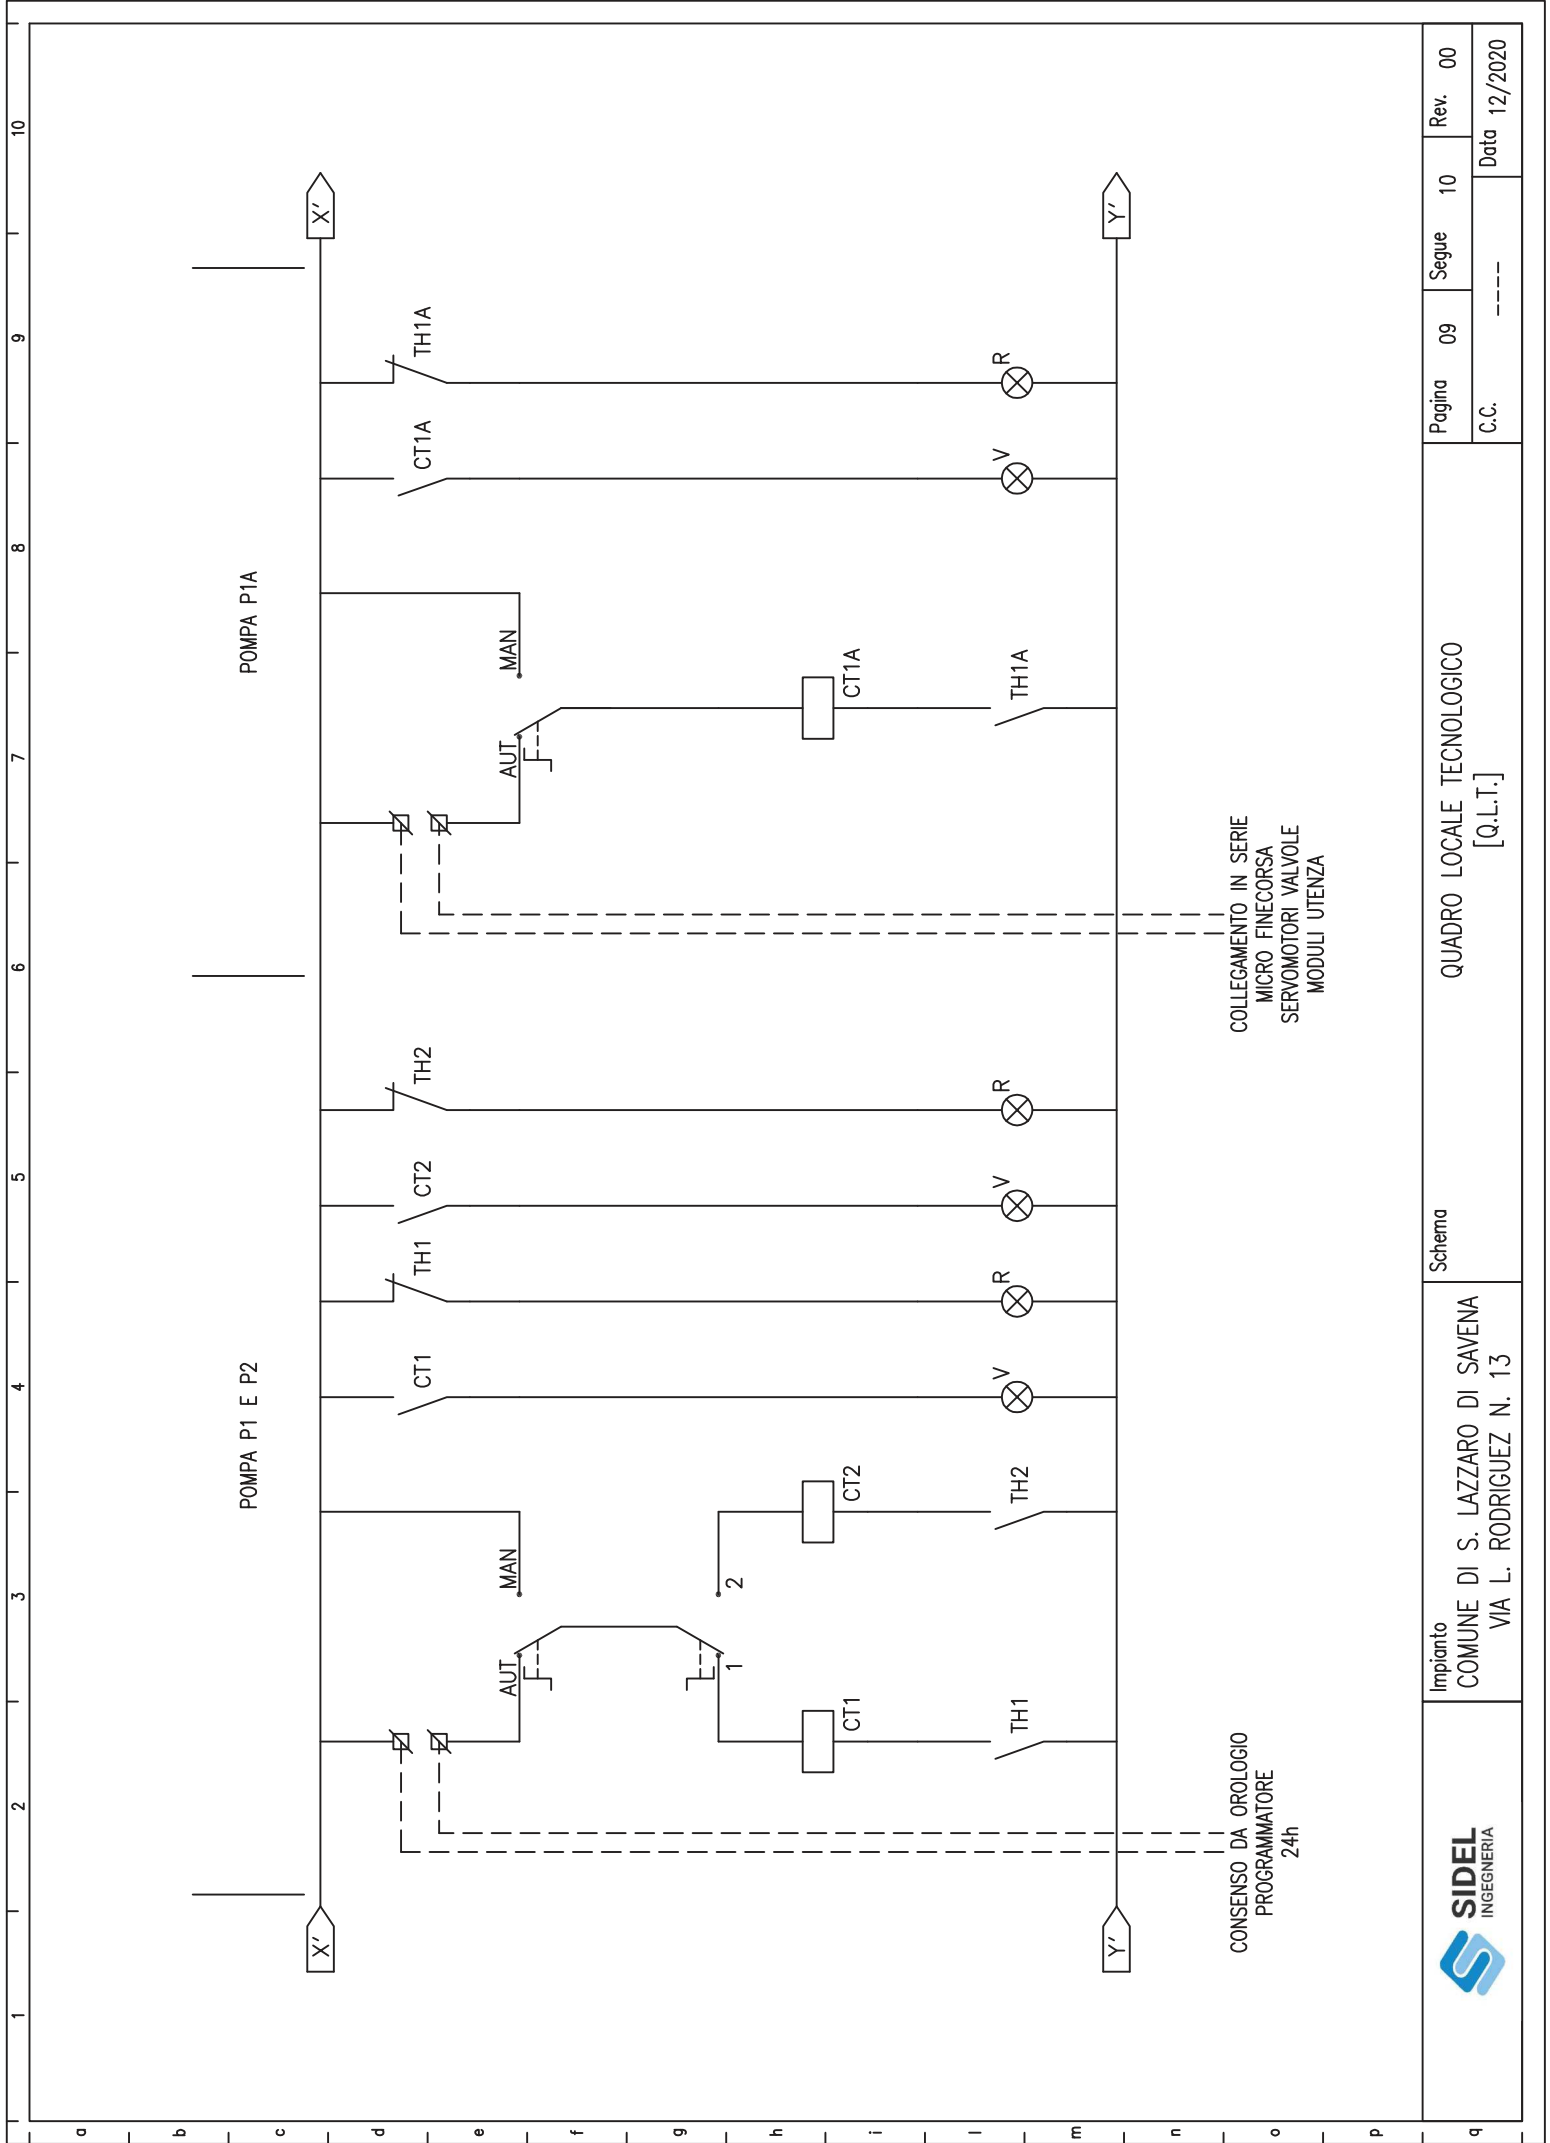 1 2 3 4 5 6 7 8 9 10
a
b
c
d
e
f
g
h
i
l
m
n
o
p
q
POMPA P1 E P2
POMPA P1A
X'
X'
CT1
TH1
CT2
TH2
CT1A
TH1A
AUT
MAN
AUT
MAN
1
2
CT1
CT2
CT1A
TH1
TH2
TH1A
V
R
V
R
V
R
Y'
Y'
CONSENSO DA OROLOGIO
PROGRAMMATORE
24h
COLLEGAMENTO IN SERIE
MICRO FINECORSA
SERVOMOTORI VALVOLE
MODULI UTENZA
SIDEL
INGEGNERIA
Impianto
COMUNE DI S. LAZZARO DI SAVENA
VIA L. RODRIGUEZ N. 13
Schema
QUADRO LOCALE TECNOLOGICO
[Q.L.T.]
Pagina 09
Segue 10
Rev. 00
C.C. ----
Data 12/2020